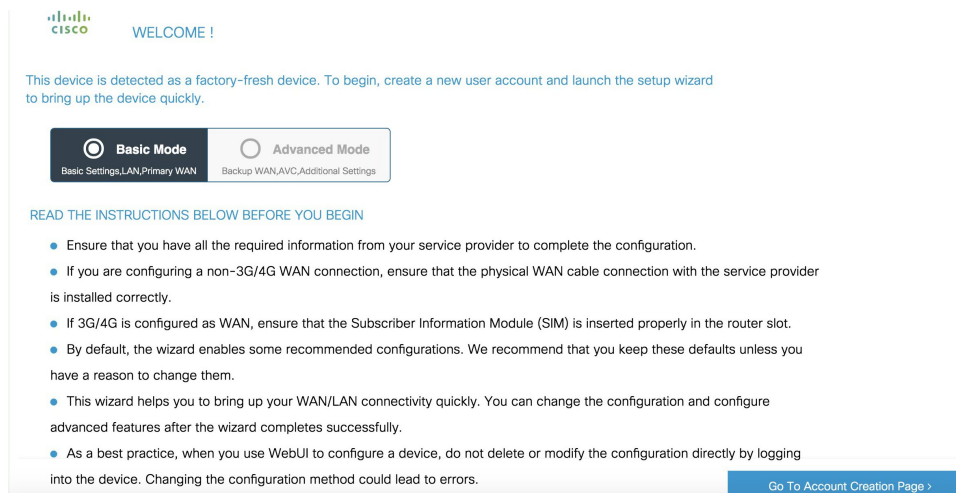 CISCO
WELCOME !
This device is detected as a factory-fresh device. To begin, create a new user account and launch the setup wizard
to bring up the device quickly.
Basic Mode
Basic Settings,LAN,Primary WAN
Advanced Mode
Backup WAN,AVC,Additional Settings
READ THE INSTRUCTIONS BELOW BEFORE YOU BEGIN
Ensure that you have all the required information from your service provider to complete the configuration.
If you are configuring a non-3G/4G WAN connection, ensure that the physical WAN cable connection with the service provider
is installed correctly.
If 3G/4G is configured as WAN, ensure that the Subscriber Information Module (SIM) is inserted properly in the router slot.
By default, the wizard enables some recommended configurations. We recommend that you keep these defaults unless you
have a reason to change them.
This wizard helps you to bring up your WAN/LAN connectivity quickly. You can change the configuration and configure
advanced features after the wizard completes successfully.
As a best practice, when you use WebUI to configure a device, do not delete or modify the configuration directly by logging
into the device. Changing the configuration method could lead to errors.
Go To Account Creation Page >